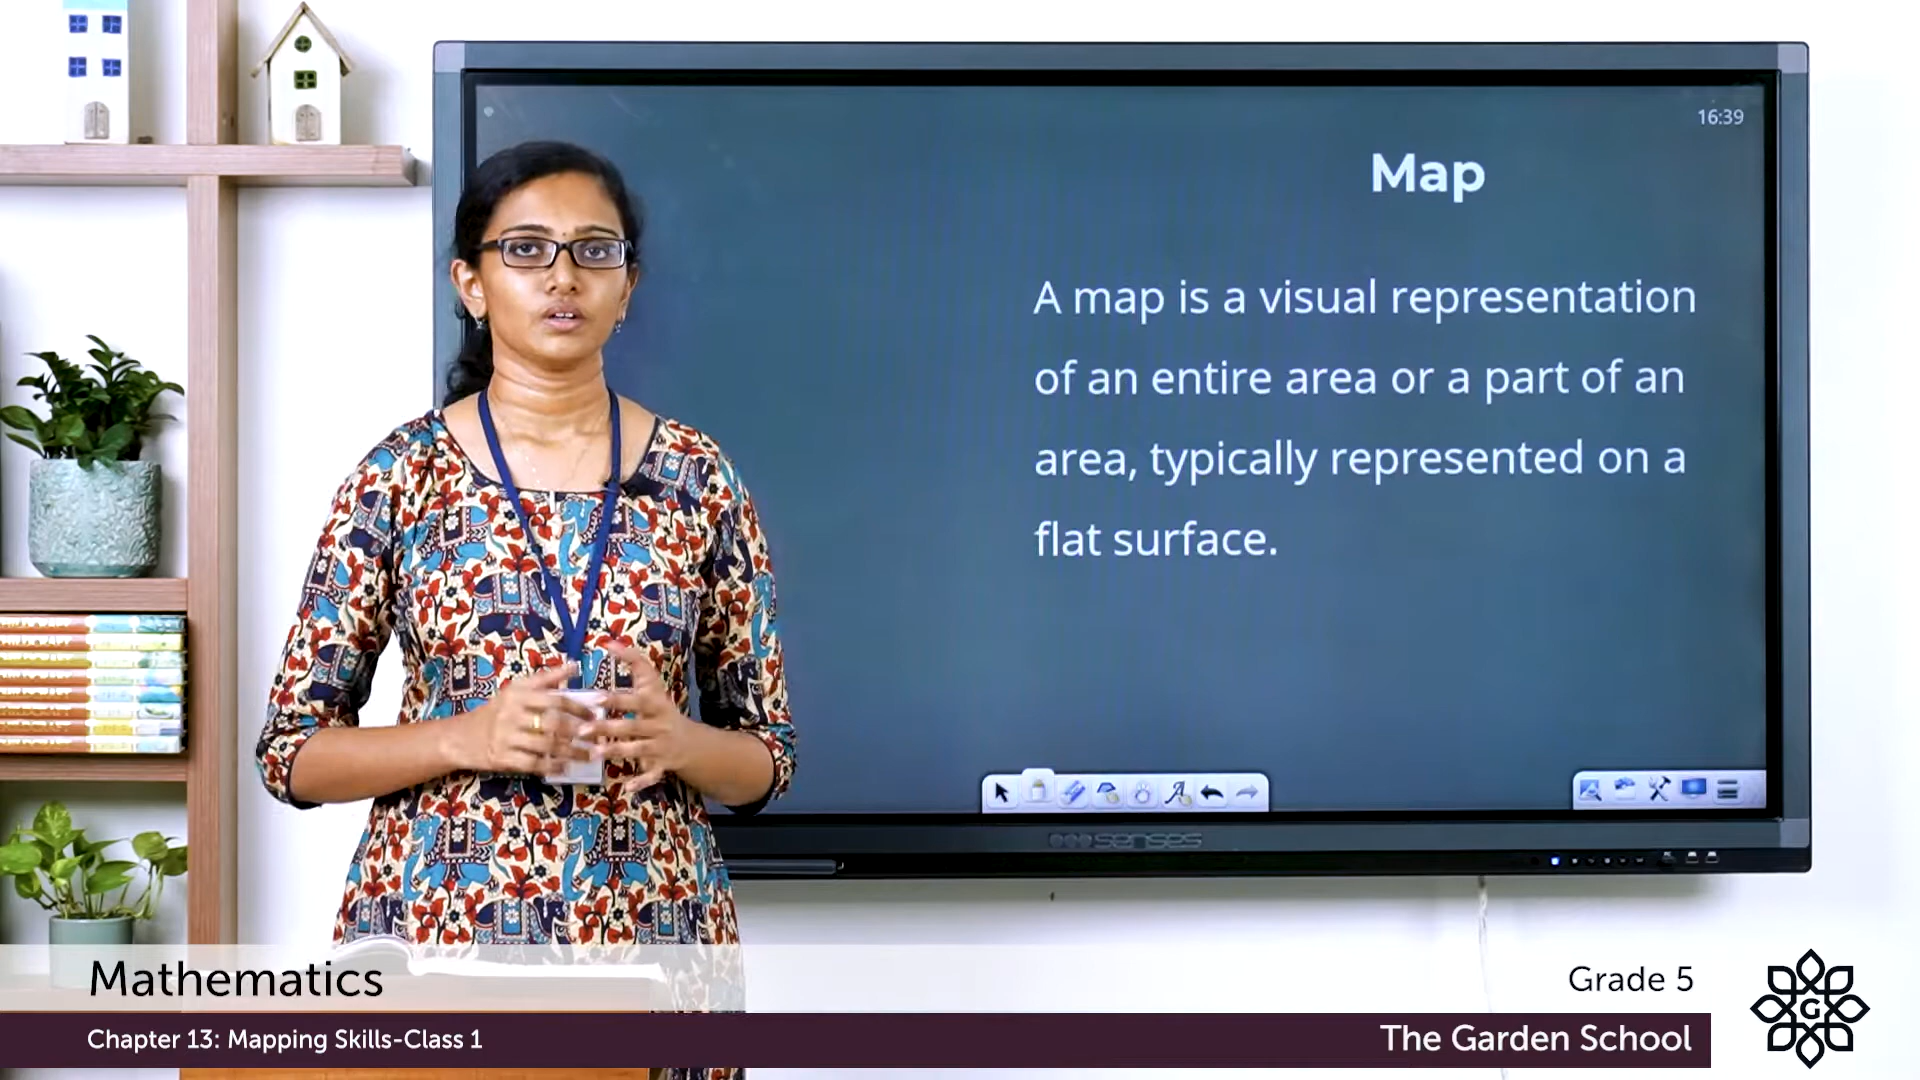 16:39
Map
A map is a visual representation
of an entire area or a part of an
area, typically represented on a
flat surface.
senses
Mathematics
Grade 5
Chapter 13: Mapping Skills-Class 1
The Garden School
G